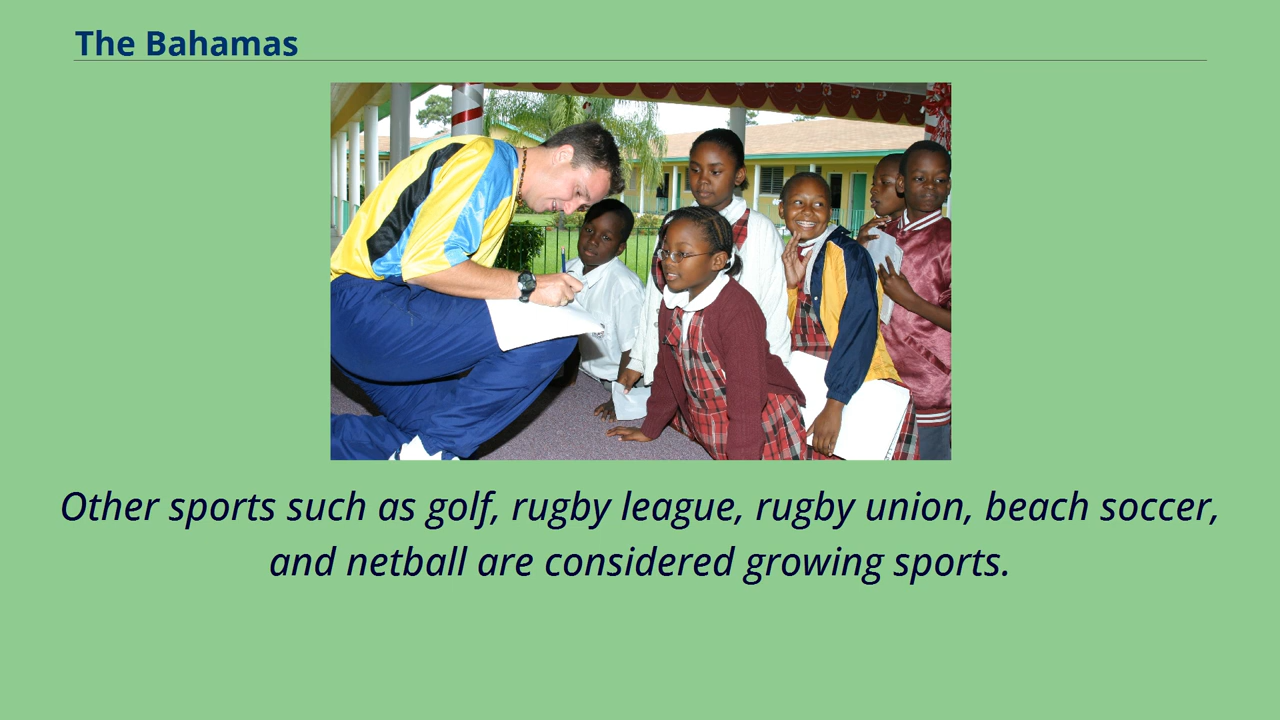 The Bahamas
Other sports such as golf, rugby league, rugby union, beach soccer,
and netball are considered growing sports.